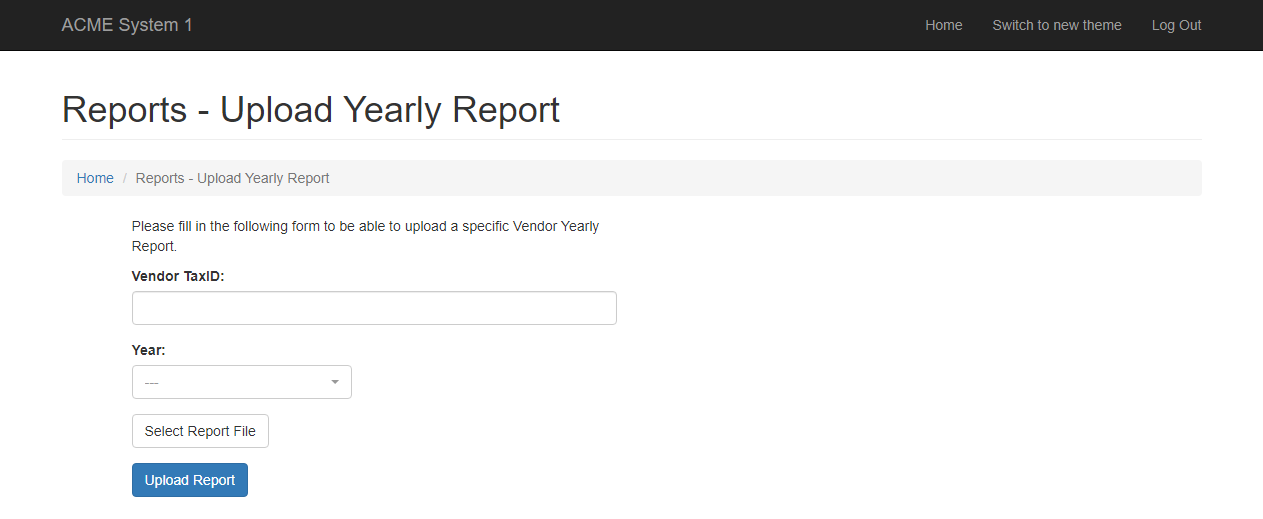 ACME System 1
Home
Switch to new theme
Log Out
Reports - Upload Yearly Report
Home / Reports - Upload Yearly Report
Please fill in the following form to be able to upload a specific Vendor Yearly
Report.
Vendor TaxID:
Year:
---
Select Report File
Upload Report